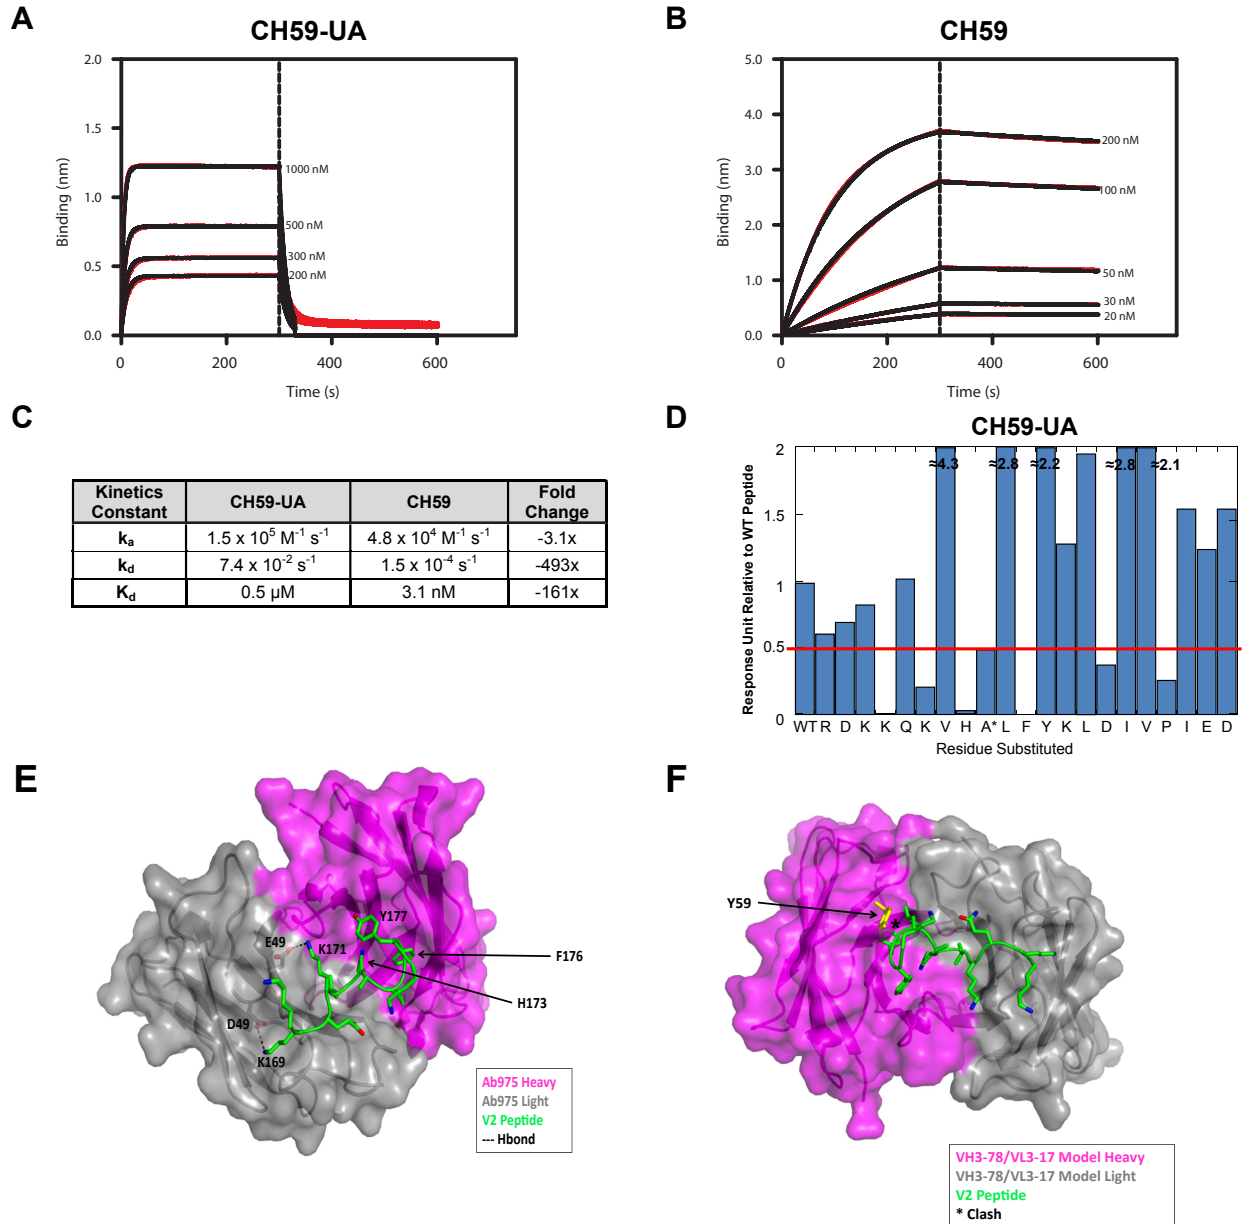 A
CH59-UA
2.0
1.5
1.0
0.5
0.0
Binding (nm)
1000 nM
500 nM
300 nM
200 nM
0
200
400
600
Time (s)
B
CH59
5.0
4.0
3.0
2.0
1.0
0.0
Binding (nm)
200 nM
100 nM
50 nM
30 nM
20 nM
0
200
400
600
Time (s)
C
Kinetics Constant CH59-UA CH59 Fold Change
ka 1.5 x 10⁵ M⁻¹ s⁻¹ 4.8 x 10⁴ M⁻¹ s⁻¹ -3.1x
kd 7.4 x 10⁻² s⁻¹ 1.5 x 10⁻⁴ s⁻¹ -493x
Kd 0.5 µM 3.1 nM -161x
D
CH59-UA
Response Unit Relative to WT Peptide
2
1.5
1
0.5
0
≈4.3 ≈2.8 ≈2.2 ≈2.8 ≈2.1
WT R D K K Q K V H A* L F Y K L D I V P I E D
Residue Substituted
E
Y177
E49
K171
F176
H173
D49
K169
Ab975 Heavy
Ab975 Light
V2 Peptide
--- Hbond
F
Y59
*
VH3-78/VL3-17 Model Heavy
VH3-78/VL3-17 Model Light
V2 Peptide
* Clash